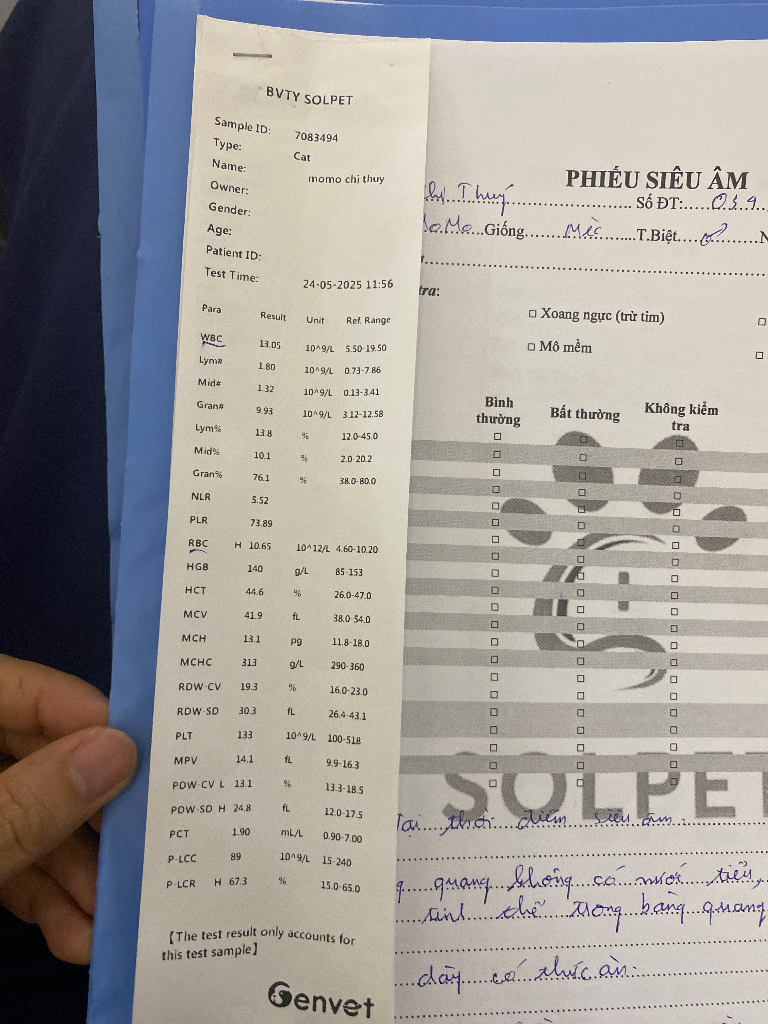 BVTY SOLPET
Sample ID: 7083494
Type: Cat
Name: momo chi thuy
Owner:
Gender:
Age:
Patient ID:
Test Time: 24-05-2025 11:56
Para Result Unit Ref. Range
WBC 13.05 10^9/L 5.50-19.50
Lym# 1.80 10^9/L 0.73-7.86
Mid# 1.32 10^9/L 0.13-3.41
Gran# 9.93 10^9/L 3.12-12.58
Lym% 13.8 % 12.0-45.0
Mid% 10.1 % 2.0-20.2
Gran% 76.1 % 38.0-80.0
NLR 5.52
PLR 73.89
RBC H 10.65 10^12/L 4.60-10.20
HGB 140 g/L 85-153
HCT 44.6 % 26.0-47.0
MCV 41.9 fL 38.0-54.0
MCH 13.1 pg 11.8-18.0
MCHC 313 g/L 290-360
RDW-CV 19.3 % 16.0-23.0
RDW-SD 30.3 fL 26.4-43.1
PLT 133 10^9/L 100-518
MPV 14.1 fL 9.9-16.3
PDW-CV L 13.1 % 13.3-18.5
PDW-SD H 24.8 fL 12.0-17.5
PCT 1.90 mL/L 0.90-7.00
P-LCC 89 10^9/L 15-240
P-LCR H 67.3 % 15.0-65.0
【The test result only accounts for
this test sample】
Genvet
PHIẾU SIÊU ÂM
Thuý Số ĐT: 039
Mo Giống Mèo T.Biệt ♂ N
tra:
Xoang ngực (trừ tim)
Mô mềm
Bình thường Bất thường Không kiểm tra
SOLPET
Tại thời điểm siêu âm:
quang không có nước tiểu,
tinh thể trong bàng quang
dày có thức ăn.